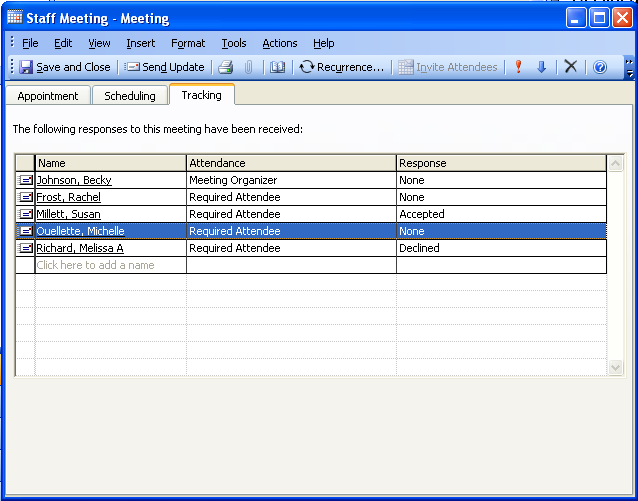 Staff Meeting - Meeting
File Edit View Insert Format Tools Actions Help
Save and Close Send Update Recurrence... Invite Attendees
Appointment Scheduling Tracking
The following responses to this meeting have been received:
Name Attendance Response
Johnson, Becky Meeting Organizer None
Frost, Rachel Required Attendee None
Millett, Susan Required Attendee Accepted
Ouellette, Michelle Required Attendee None
Richard, Melissa A Required Attendee Declined
Click here to add a name